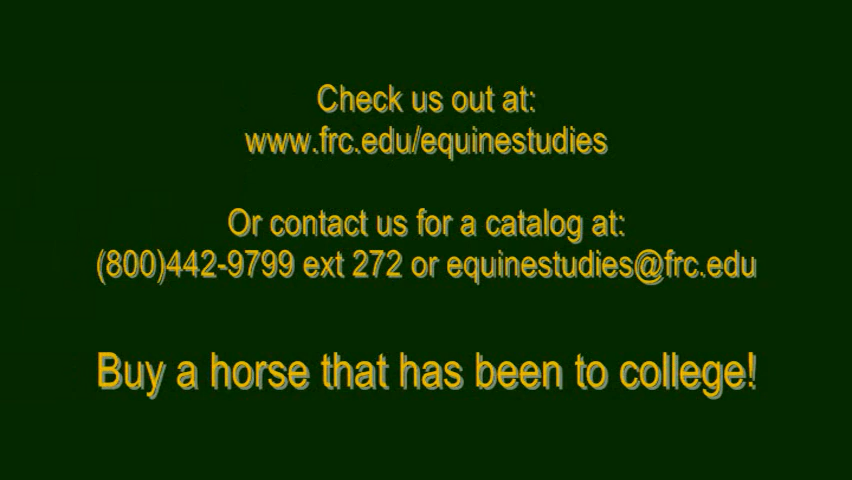 Check us out at:
www.frc.edu/equinestudies
Or contact us for a catalog at:
(800)442-9799 ext 272 or equinestudies@frc.edu
Buy a horse that has been to college!